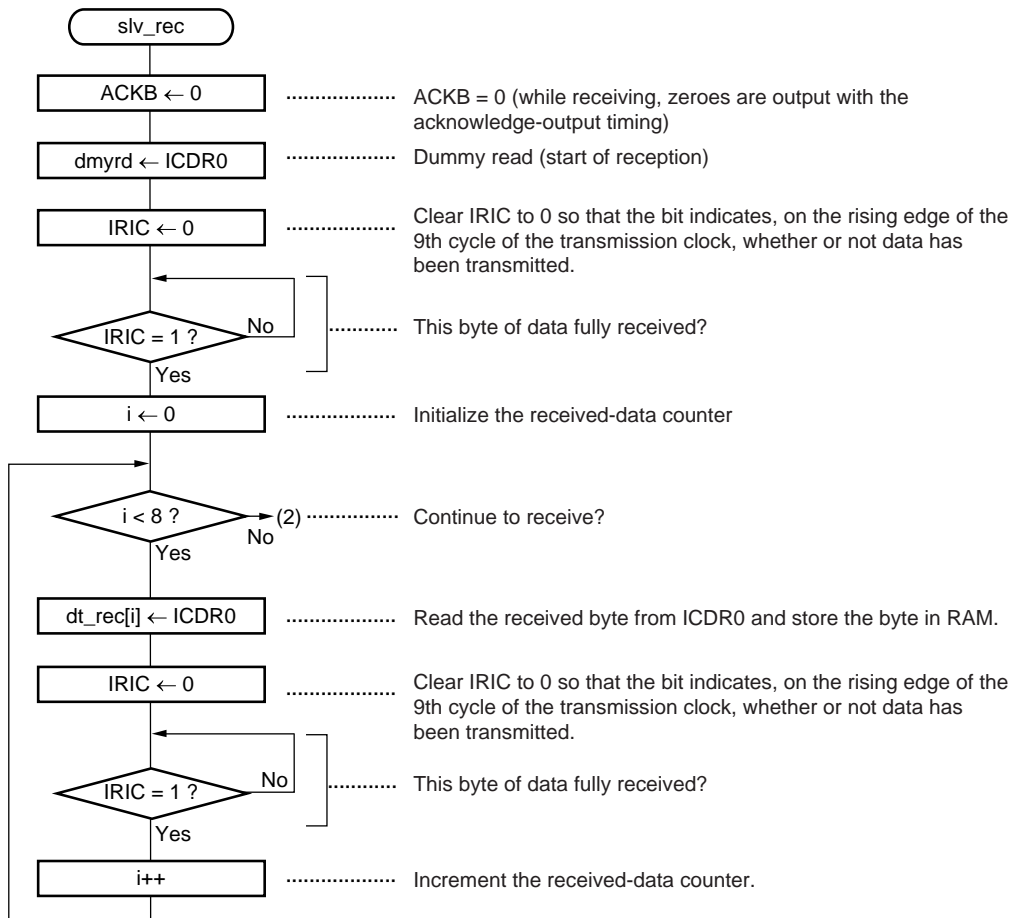 slv_rec
ACKB ← 0
ACKB = 0 (while receiving, zeroes are output with the
acknowledge-output timing)
dmyrd ← ICDR0
Dummy read (start of reception)
IRIC ← 0
Clear IRIC to 0 so that the bit indicates, on the rising edge of the
9th cycle of the transmission clock, whether or not data has
been transmitted.
IRIC = 1 ?
No
This byte of data fully received?
Yes
i ← 0
Initialize the received-data counter
i < 8 ?
(2)
Continue to receive?
No
Yes
dt_rec[i] ← ICDR0
Read the received byte from ICDR0 and store the byte in RAM.
IRIC ← 0
Clear IRIC to 0 so that the bit indicates, on the rising edge of the
9th cycle of the transmission clock, whether or not data has
been transmitted.
IRIC = 1 ?
No
This byte of data fully received?
Yes
i++
Increment the received-data counter.